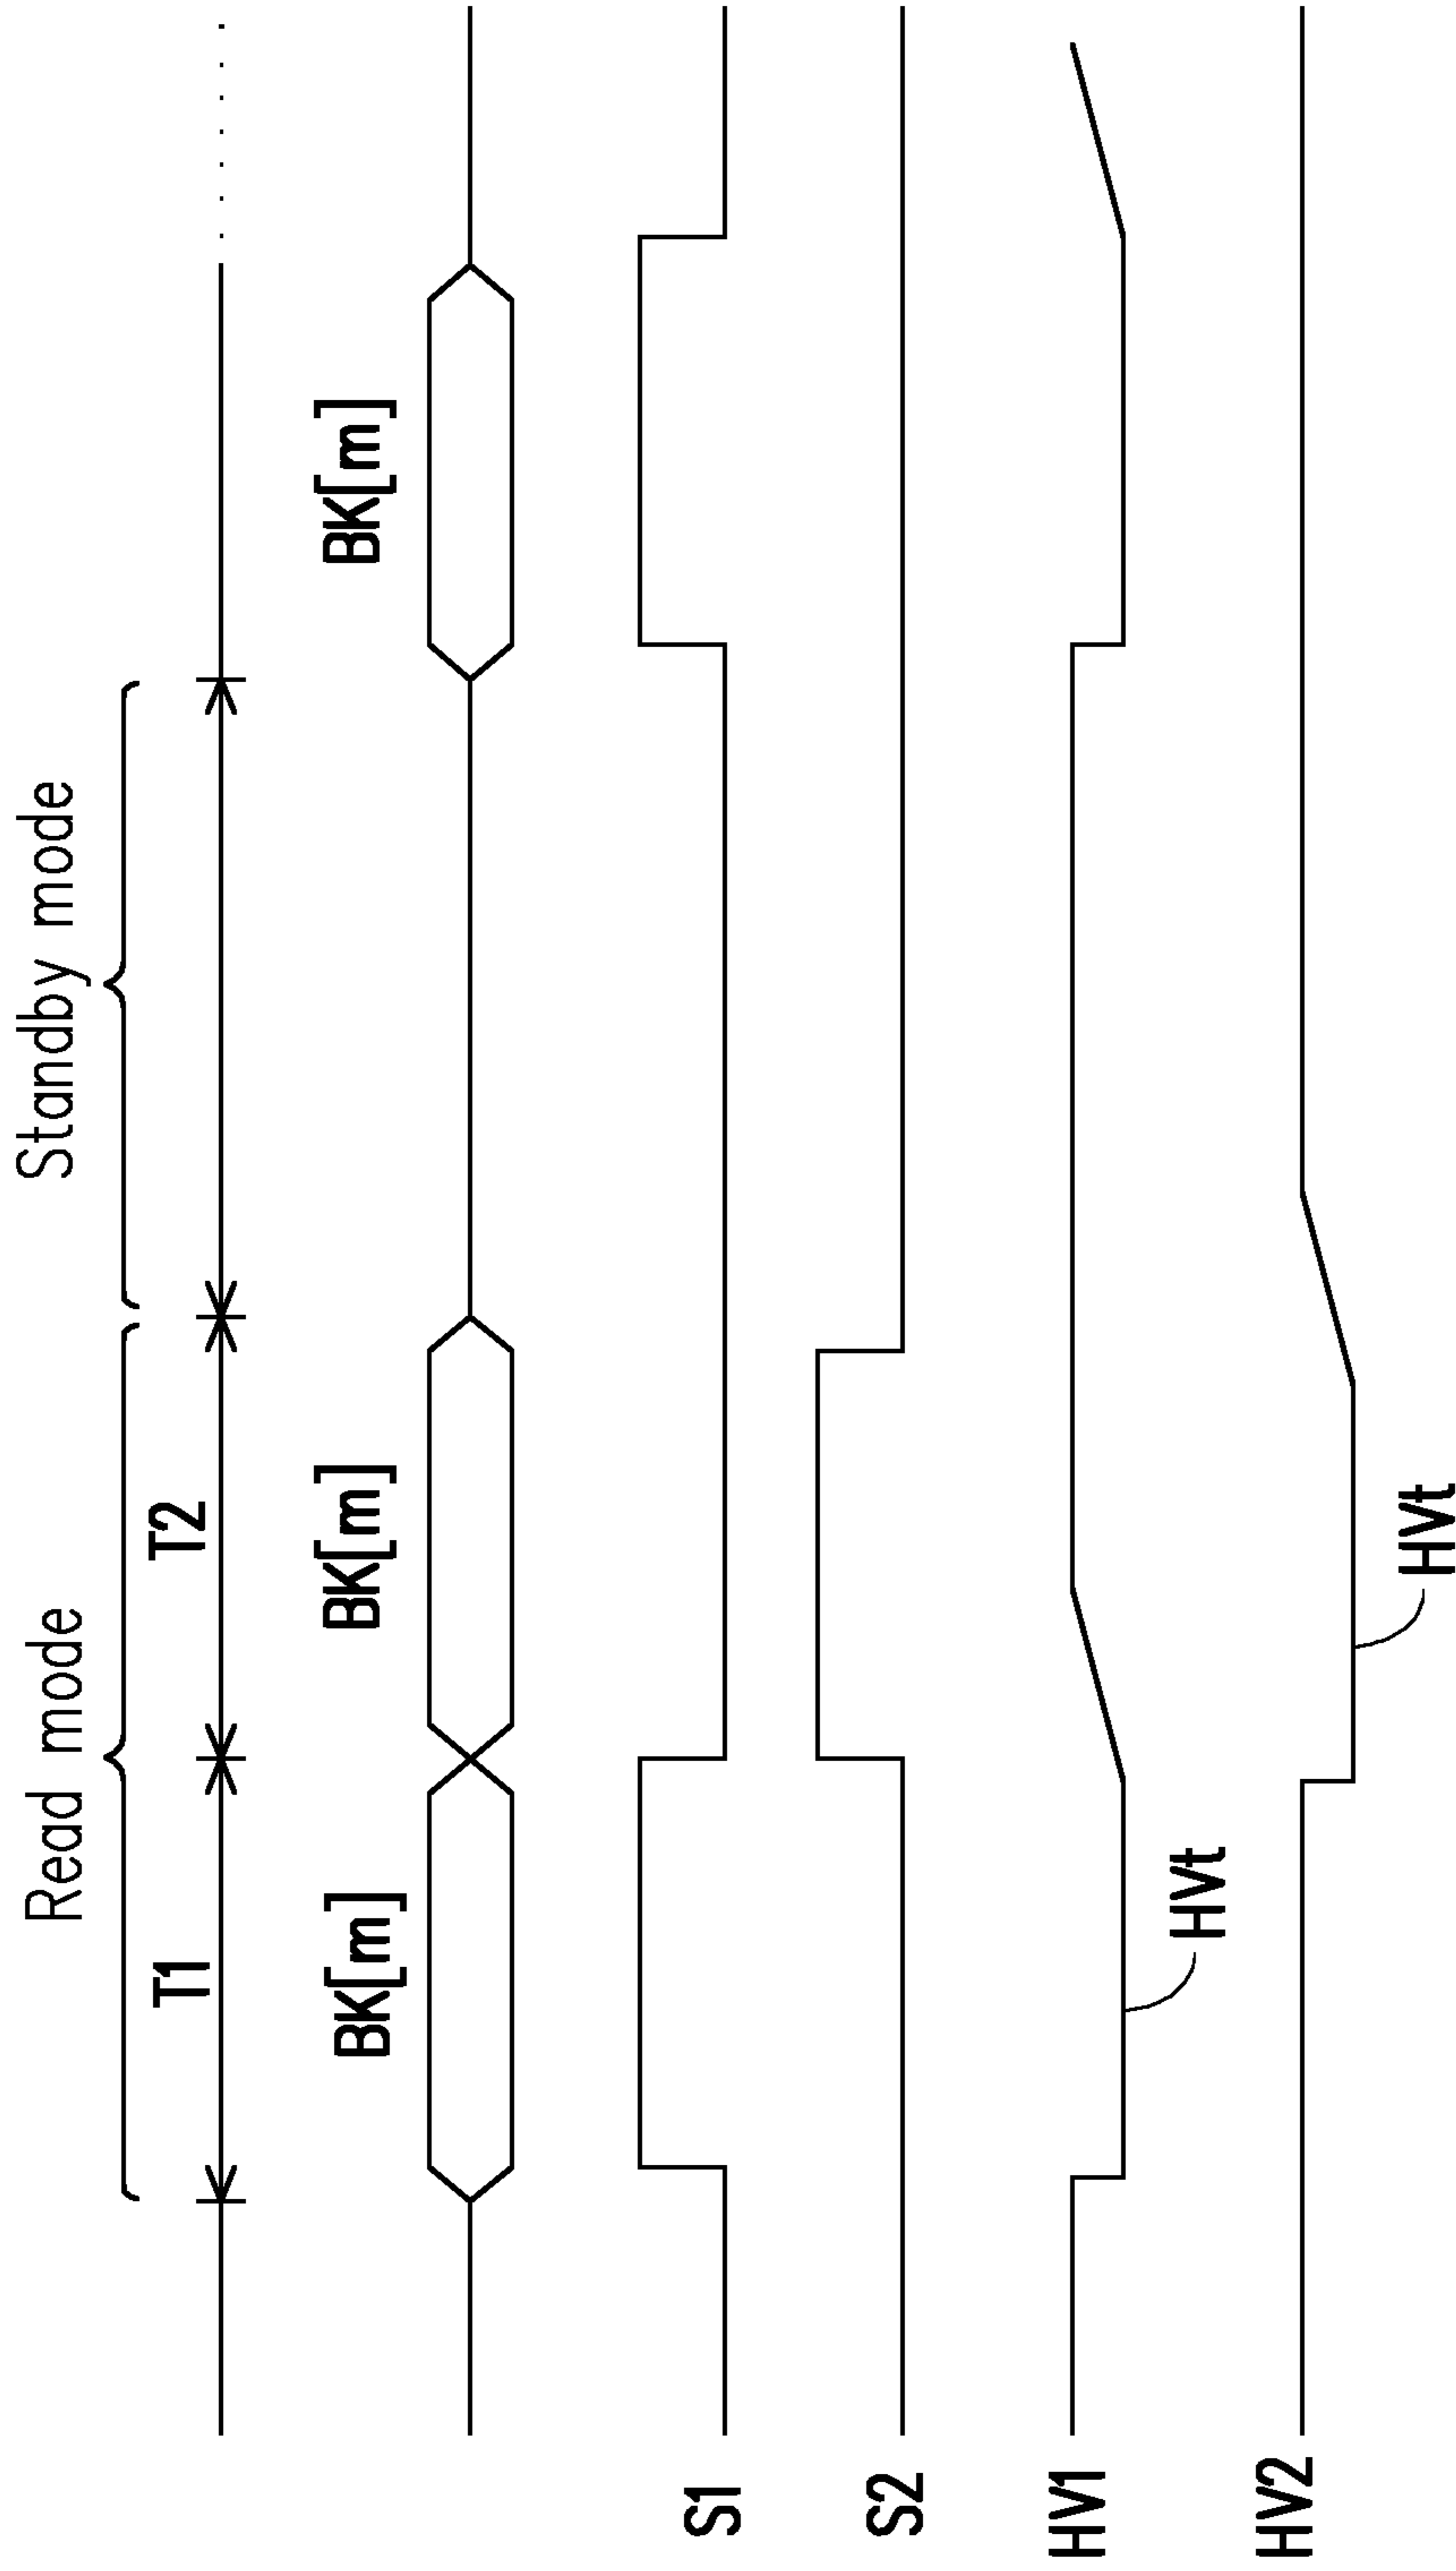 Read mode
Standby mode
T1
T2
BK[m]
BK[m]
BK[m]
S1
S2
HV1
HVt
HV2
HVt